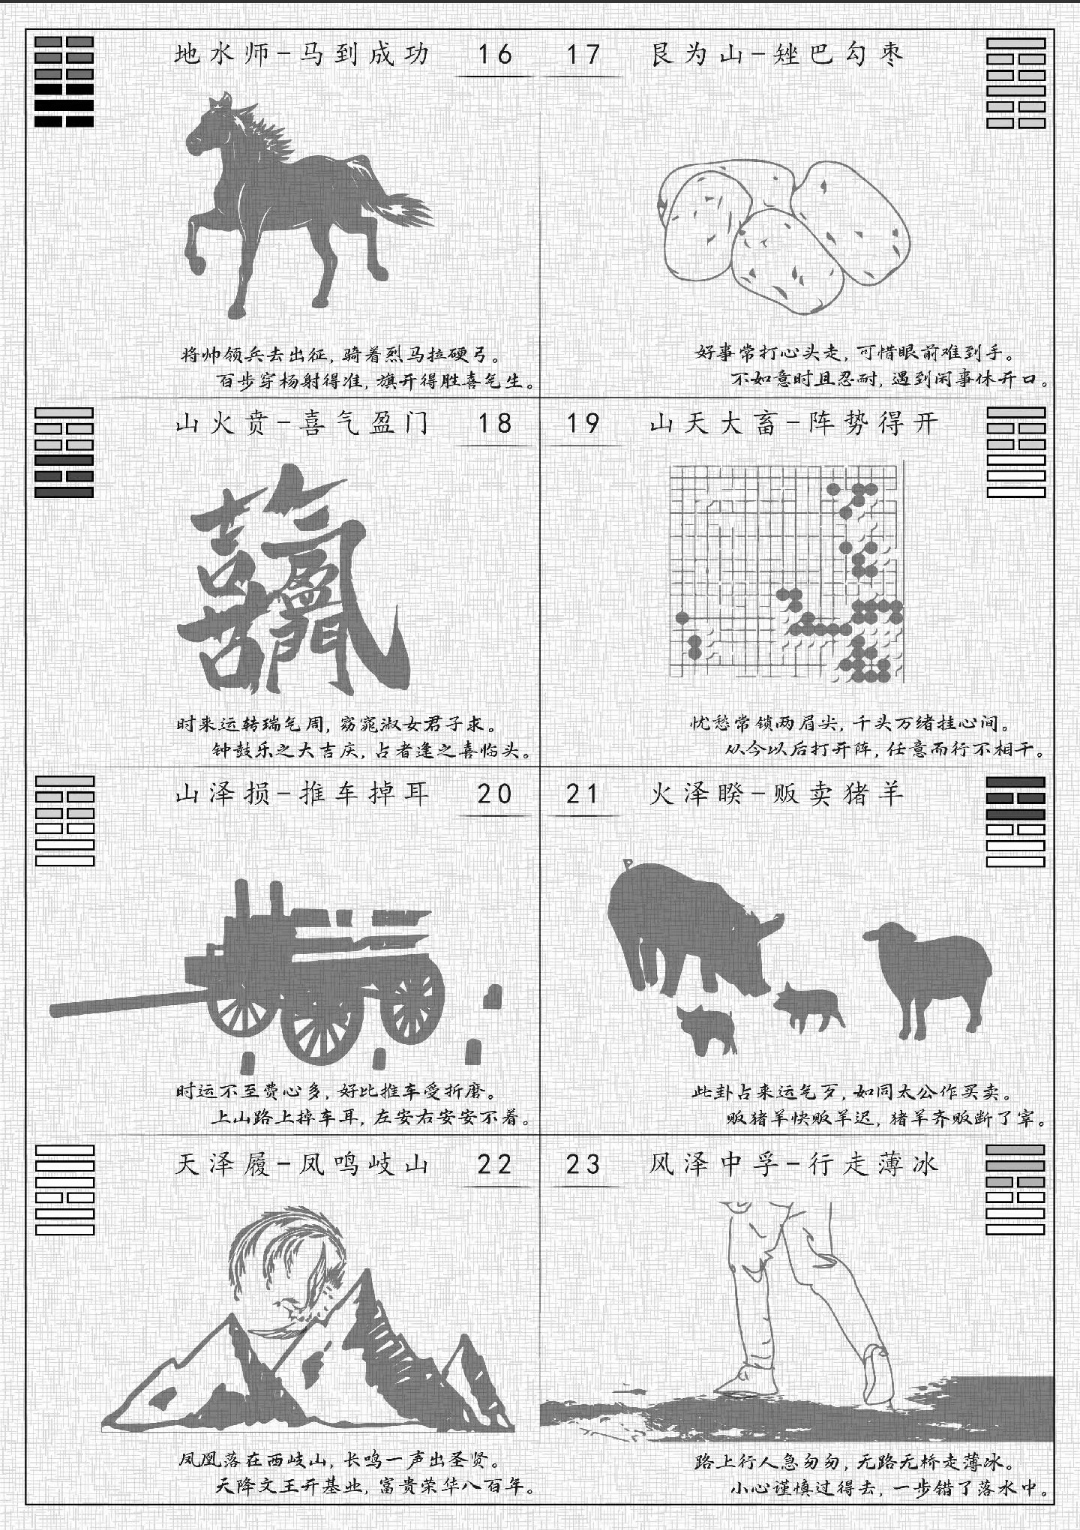 地水师-马到成功 16
将帅领兵去出征，骑着烈马拉硬弓。
百步穿杨射得准，旗开得胜喜气生。
17 艮为山-矬巴勾枣
好事常打心头走，可惜眼前难到手。
不如意时且忍耐，遇到闲事休开口。
山火贲-喜气盈门 18
喜气盈门
时来运转瑞气周，窈窕淑女君子求。
钟鼓乐之大吉庆，占者逢之喜临头。
19 山天大畜-阵势得开
忧愁常锁两眉尖，千头万绪挂心间。
从今以后打开阵，任意而行不相干。
山泽损-推车掉耳 20
时运不至费心多，好比推车受折磨。
上山路上掉车耳，左安右安安不着。
21 火泽睽-贩卖猪羊
此卦占来运气歹，如同太公作买卖。
贩猪羊快贩羊迟，猪羊齐贩断了宰。
天泽履-凤鸣岐山 22
凤凰落在西岐山，长鸣一声出圣贤。
天降文王开基业，富贵荣华八百年。
23 风泽中孚-行走薄冰
路上行人急匆匆，无路无桥走薄冰。
小心谨慎过得去，一步错了落水中。